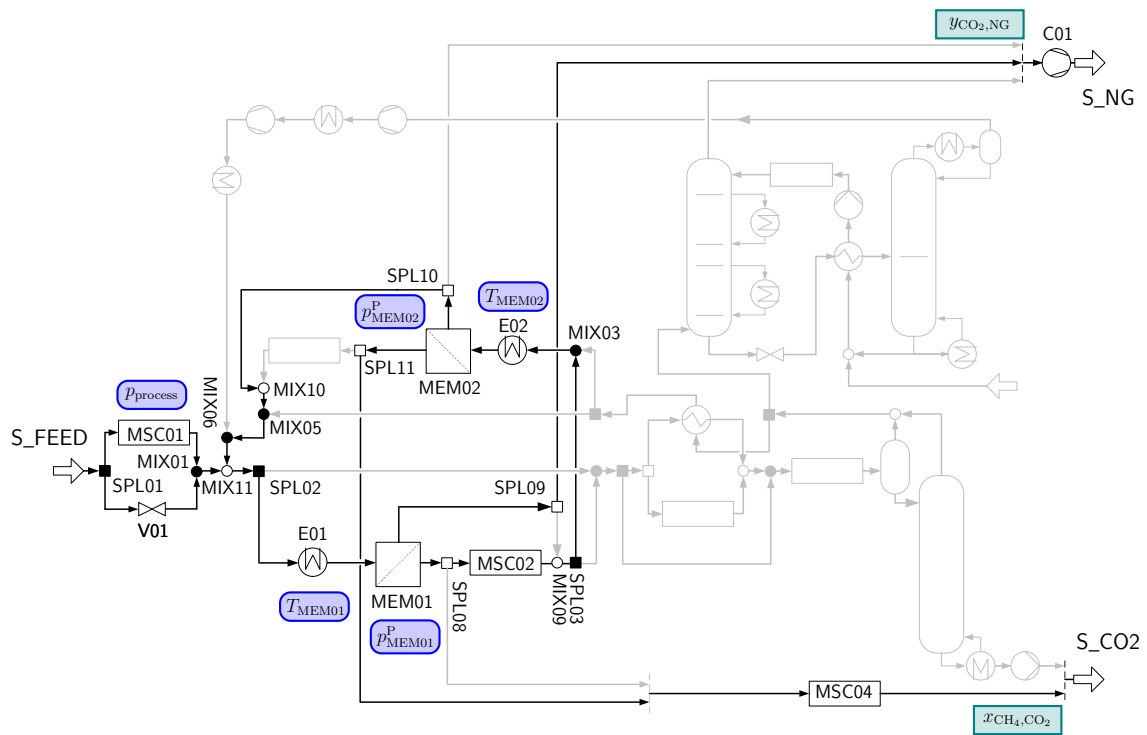 y_CO₂,NG
C01
S_NG
SPL10
T_MEM02
p^P_MEM02
E02
MIX03
SPL11
MEM02
MIX10
p_process
MIX06
MIX05
S_FEED
MSC01
MIX01
SPL01
MIX11
SPL02
SPL09
V01
E01
MSC02
MEM01
SPL08
MIX09
SPL03
T_MEM01
p^P_MEM01
S_CO2
MSC04
x_CH₄,CO₂